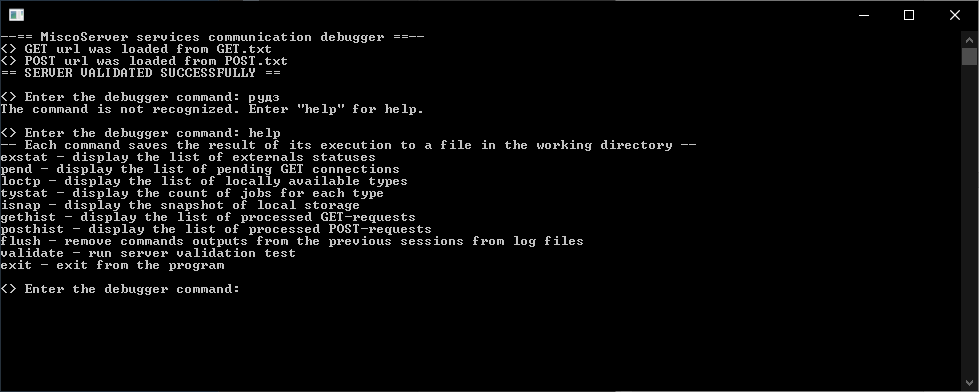 --== MiscoServer services communication debugger ==--
<> GET url was loaded from GET.txt
<> POST url was loaded from POST.txt
== SERVER VALIDATED SUCCESSFULLY ==
<> Enter the debugger command: рудз
The command is not recognized. Enter "help" for help.
<> Enter the debugger command: help
-- Each command saves the result of its execution to a file in the working directory --
exstat - display the list of externals statuses
pend - display the list of pending GET connections
loctp - display the list of locally available types
tystat - display the count of jobs for each type
isnap - display the snapshot of local storage
gethist - display the list of processed GET-requests
posthist - display the list of processed POST-requests
flush - remove commands outputs from the previous sessions from log files
validate - run server validation test
exit - exit from the program
<> Enter the debugger command: